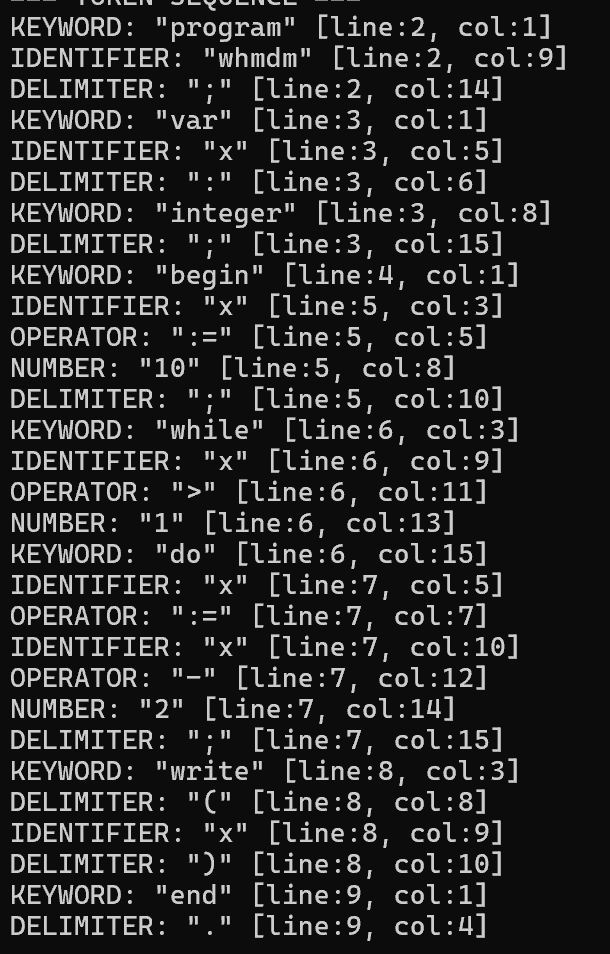 === TOKEN SEQUENCE ===
KEYWORD: "program" [line:2, col:1]
IDENTIFIER: "whmdm" [line:2, col:9]
DELIMITER: ";" [line:2, col:14]
KEYWORD: "var" [line:3, col:1]
IDENTIFIER: "x" [line:3, col:5]
DELIMITER: ":" [line:3, col:6]
KEYWORD: "integer" [line:3, col:8]
DELIMITER: ";" [line:3, col:15]
KEYWORD: "begin" [line:4, col:1]
IDENTIFIER: "x" [line:5, col:3]
OPERATOR: ":=" [line:5, col:5]
NUMBER: "10" [line:5, col:8]
DELIMITER: ";" [line:5, col:10]
KEYWORD: "while" [line:6, col:3]
IDENTIFIER: "x" [line:6, col:9]
OPERATOR: ">" [line:6, col:11]
NUMBER: "1" [line:6, col:13]
KEYWORD: "do" [line:6, col:15]
IDENTIFIER: "x" [line:7, col:5]
OPERATOR: ":=" [line:7, col:7]
IDENTIFIER: "x" [line:7, col:10]
OPERATOR: "-" [line:7, col:12]
NUMBER: "2" [line:7, col:14]
DELIMITER: ";" [line:7, col:15]
KEYWORD: "write" [line:8, col:3]
DELIMITER: "(" [line:8, col:8]
IDENTIFIER: "x" [line:8, col:9]
DELIMITER: ")" [line:8, col:10]
KEYWORD: "end" [line:9, col:1]
DELIMITER: "." [line:9, col:4]